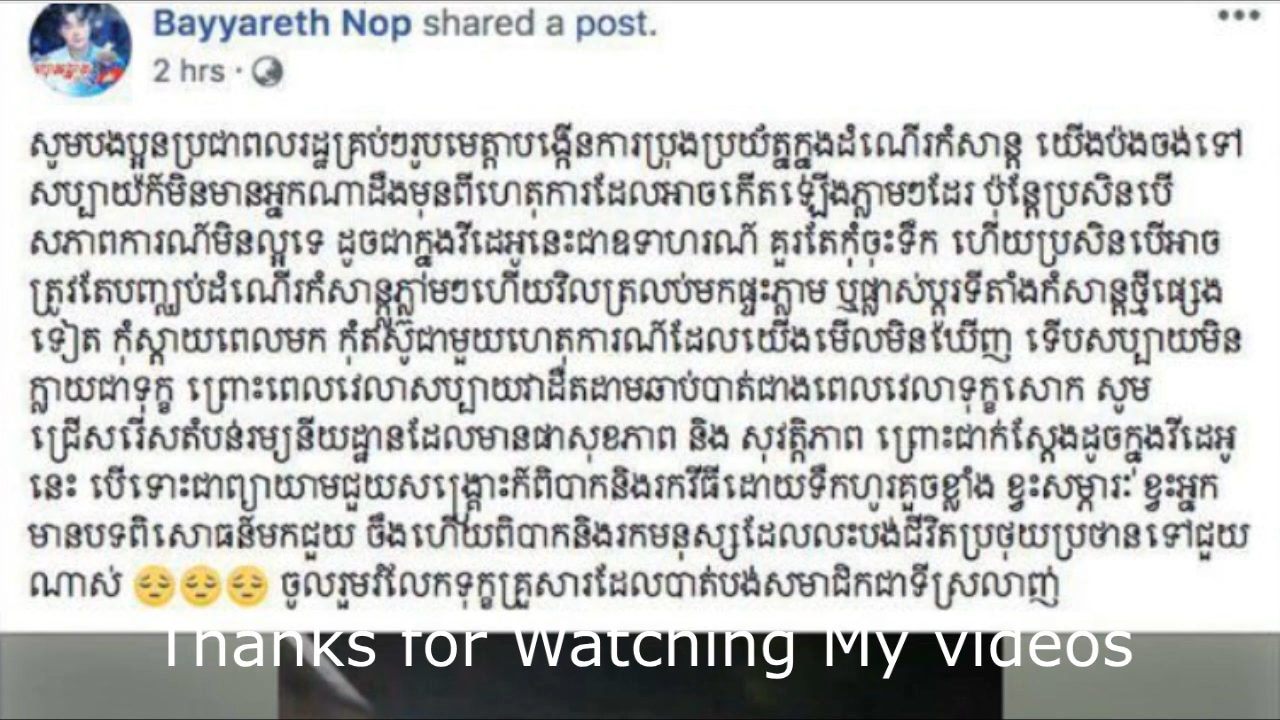 Bayyareth Nop shared a post.
2 hrs ·
សូមបងប្អូនប្រជាពលរដ្ឋគ្រប់ៗរូបមេត្តាបង្កើនការប្រុងប្រយ័ត្នក្នុងដំណើរកំសាន្ត យើងប៉ងចង់ទៅ
សប្បាយក៍មិនមានអ្នកណាដឹងមុនពីហេតុការដែលអាចកើតឡើងភ្លាមៗដែរ ប៉ុន្តែប្រសិនបើ
សភាពការណ៍មិនល្អទេ ដូចជាក្នុងវីដេអូនេះជាឧទាហរណ៍ គួរតែកុំចុះទឹក ហើយប្រសិនបើអាច
ត្រូវតែបញ្ឈប់ដំណើរកំសាន្តភ្លាមៗហើយវិលត្រលប់មកផ្ទះភ្លាម ឬផ្លាស់ប្តូរទីតាំងកំសាន្តថ្មីផ្សេង
ទៀត កុំស្តាយពេលមក កុំតស៊ូជាមួយហេតុការណ៍ដែលយើងមើលមិនឃើញ ទើបសប្បាយមិន
ក្លាយជាទុក្ខ ព្រោះពេលវេលាសប្បាយវាដឺតដាមឆាប់បាត់ជាងពេលវេលាទុក្ខសោក សូម
ជ្រើសរើសតំបន់រម្យនីយដ្ឋានដែលមានផាសុខភាព និង សុវត្ថិភាព ព្រោះជាក់ស្តែងដូចក្នុងវីដេអូ
នេះ បើទោះជាព្យាយាមជួយសង្គ្រោះក៍ពិបាកនិងរកវីធីដោយទឹកហូរគួចខ្លាំង ខ្វះសម្ភារៈ ខ្វះអ្នក
មានបទពិសោធន៍មកជួយ ចឹងហើយពិបាកនិងរកមនុស្សដែលលះបង់ជីវិតប្រថុយប្រថានទៅជួយ
ណាស់ 😔😔😔 ចូលរួមរំលែកទុក្ខគ្រួសារដែលបាត់បង់សមាជិកជាទីស្រលាញ់
Thanks for Watching My videos